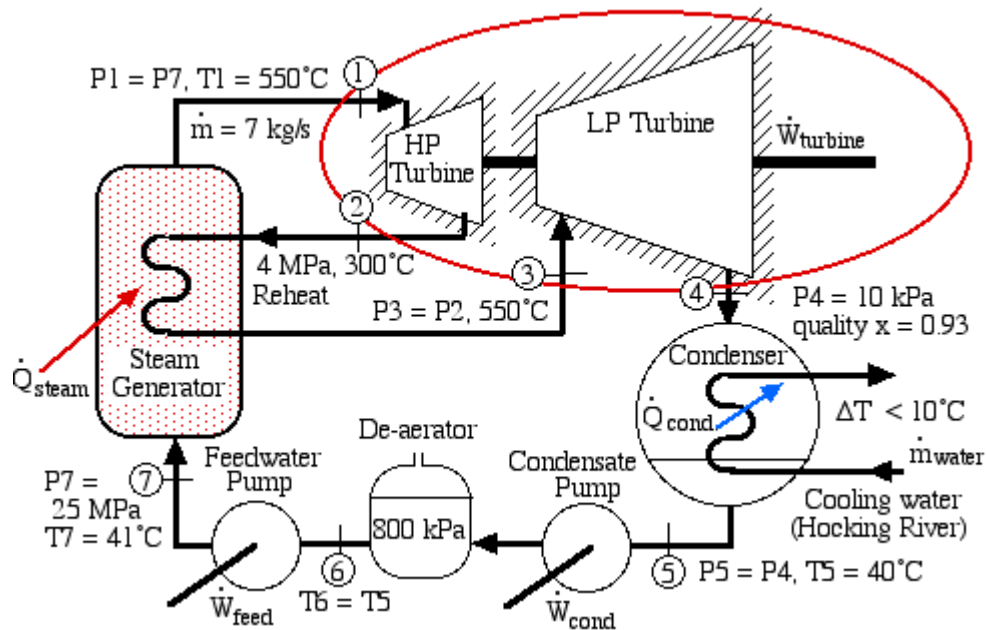 P1 = P7, T1 = 550°C
1
ṁ = 7 kg/s
HP
Turbine
LP Turbine
Ẇturbine
2
4 MPa, 300°C
Reheat
3
P3 = P2, 550°C
4
P4 = 10 kPa
quality x = 0.93
Steam
Generator
Q̇steam
Condenser
Q̇cond
ΔT < 10°C
ṁwater
Cooling water
(Hocking River)
De-aerator
Feedwater
Pump
Condensate
Pump
7
P7 =
25 MPa
T7 = 41°C
800 kPa
6
T6 = T5
5
P5 = P4, T5 = 40°C
Ẇfeed
Ẇcond